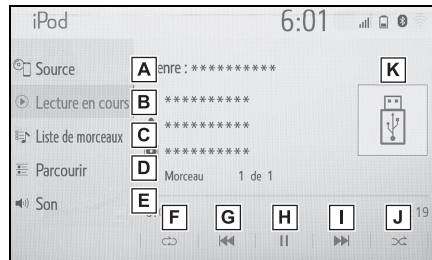 iPod 6:01
Source A enre : **********
Lecture en cours B **********
Liste de morceaux C **********
**********
Parcourir D Morceau 1 de 1
Son E
K
F G H I J 19